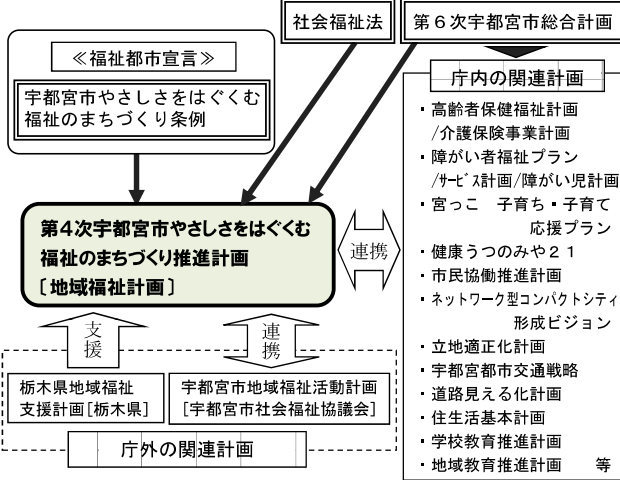 社会福祉法
第６次宇都宮市総合計画
≪福祉都市宣言≫
宇都宮市やさしさをはぐくむ
福祉のまちづくり条例
庁内の関連計画
・高齢者保健福祉計画
/介護保険事業計画
・障がい者福祉プラン
/ｻｰﾋﾞｽ計画/障がい児計画
・宮っこ　子育ち・子育て
応援プラン
・健康うつのみや２１
・市民協働推進計画
・ネットワーク型コンパクトシティ
形成ビジョン
・立地適正化計画
・宇都宮都市交通戦略
・道路見える化計画
・住生活基本計画
・学校教育推進計画
・地域教育推進計画　等
第４次宇都宮市やさしさをはぐくむ
福祉のまちづくり推進計画
［地域福祉計画］
連携
支援
連携
栃木県地域福祉
支援計画[栃木県]
宇都宮市地域福祉活動計画
[宇都宮市社会福祉協議会]
庁外の関連計画